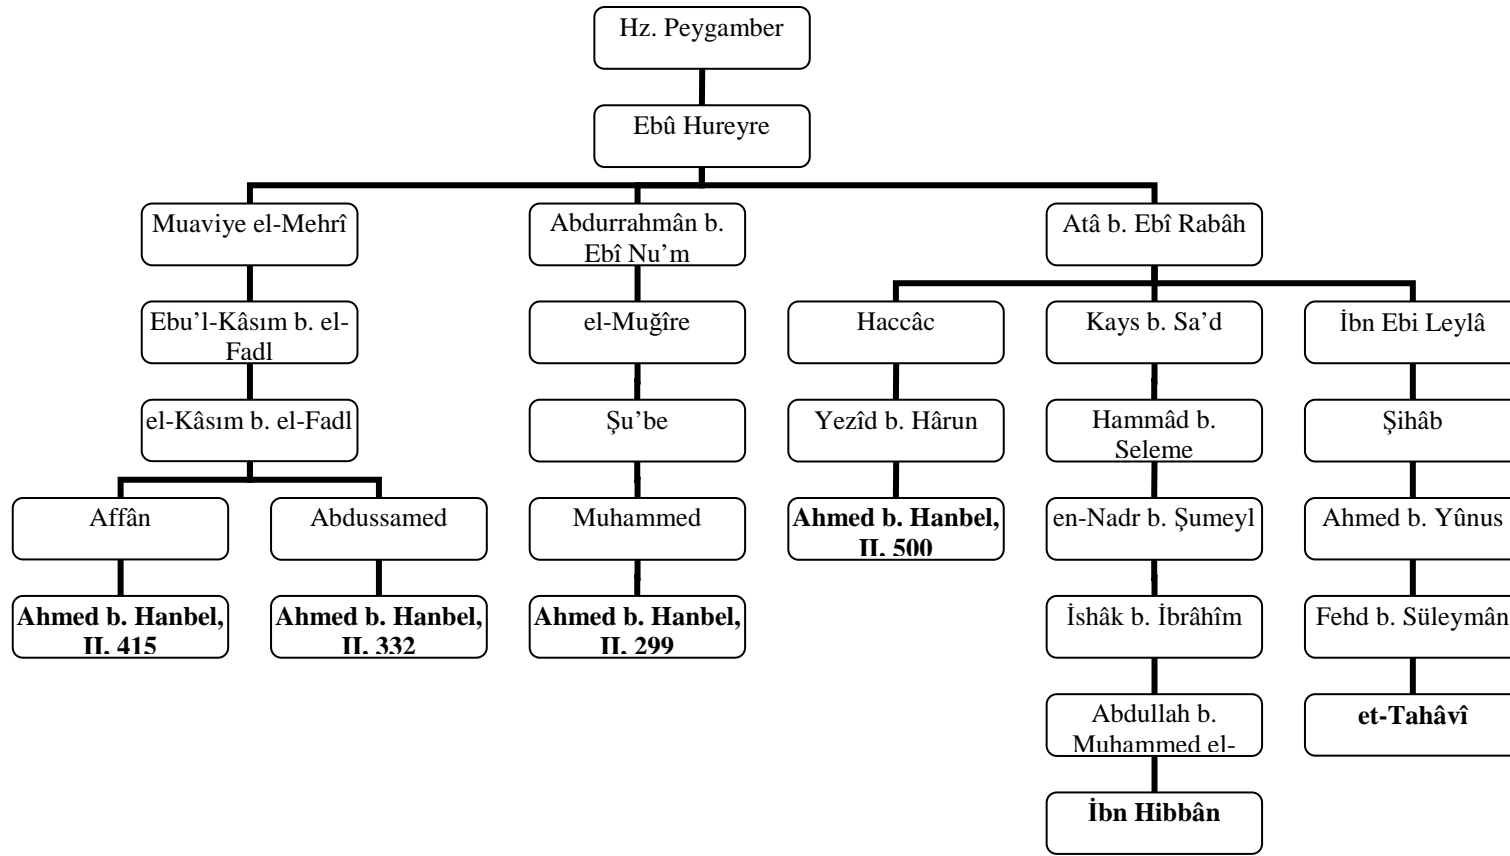 Hz. Peygamber
Ebû Hureyre
Muaviye el-Mehrî
Abdurrahmân b.
Ebî Nu’m
Atâ b. Ebî Rabâh
Ebu’l-Kâsım b. el-
Fadl
el-Muğîre
Haccâc
Kays b. Sa’d
İbn Ebi Leylâ
el-Kâsım b. el-Fadl
Şu’be
Yezîd b. Hârun
Hammâd b.
Seleme
Şihâb
Affân
Abdussamed
Muhammed
Ahmed b. Hanbel,
II. 500
en-Nadr b. Şumeyl
Ahmed b. Yûnus
Ahmed b. Hanbel,
II. 415
Ahmed b. Hanbel,
II. 332
Ahmed b. Hanbel,
II. 299
İshâk b. İbrâhîm
Fehd b. Süleymân
Abdullah b.
Muhammed el-
et-Tahâvî
İbn Hibbân